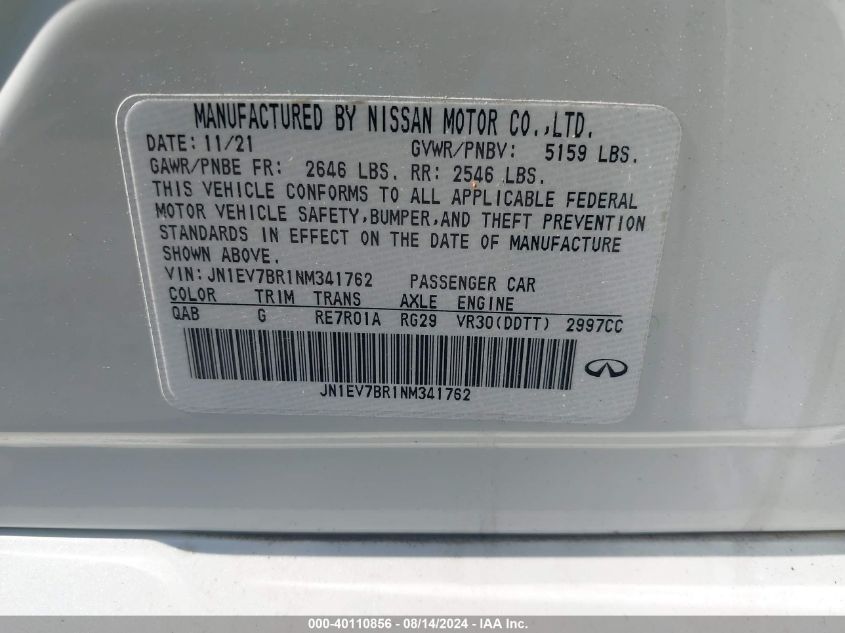 MANUFACTURED BY NISSAN MOTOR CO.,LTD.
DATE: 11/21 GVWR/PNBV: 5159 LBS.
GAWR/PNBE FR: 2646 LBS. RR: 2546 LBS.
THIS VEHICLE CONFORMS TO ALL APPLICABLE FEDERAL
MOTOR VEHICLE SAFETY,BUMPER,AND THEFT PREVENTION
STANDARDS IN EFFECT ON THE DATE OF MANUFACTURE
SHOWN ABOVE.
VIN: JN1EV7BR1NM341762 PASSENGER CAR
COLOR TRIM TRANS AXLE ENGINE
QAB G RE7R01A RG29 VR30(DDTT) 2997CC
JN1EV7BR1NM341762
000-40110856 - 08/14/2024 - IAA Inc.